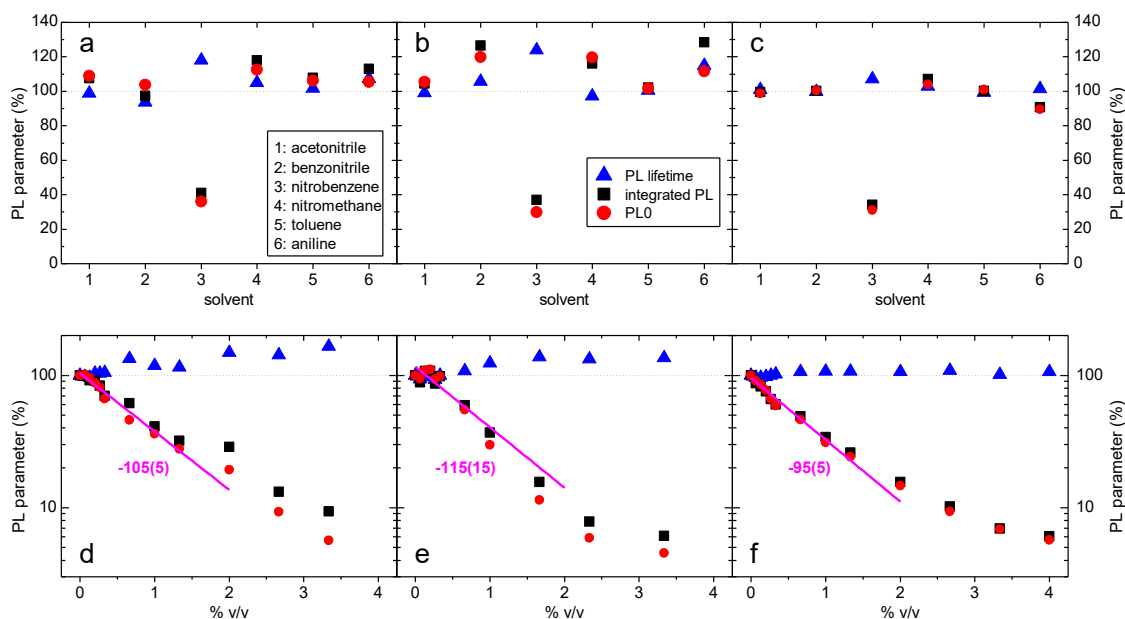 a
b
c
140
120
100
80
60
40
20
0
140
120
100
80
60
40
20
0
PL parameter (%)
PL parameter (%)
1: acetonitrile
2: benzonitrile
3: nitrobenzene
4: nitromethane
5: toluene
6: aniline
PL lifetime
integrated PL
PL0
1 2 3 4 5 6
1 2 3 4 5 6
1 2 3 4 5 6
solvent
solvent
solvent
100
10
100
10
PL parameter (%)
PL parameter (%)
-105(5)
-115(15)
-95(5)
d
e
f
0 1 2 3 4
0 1 2 3 4
0 1 2 3 4
% v/v
% v/v
% v/v